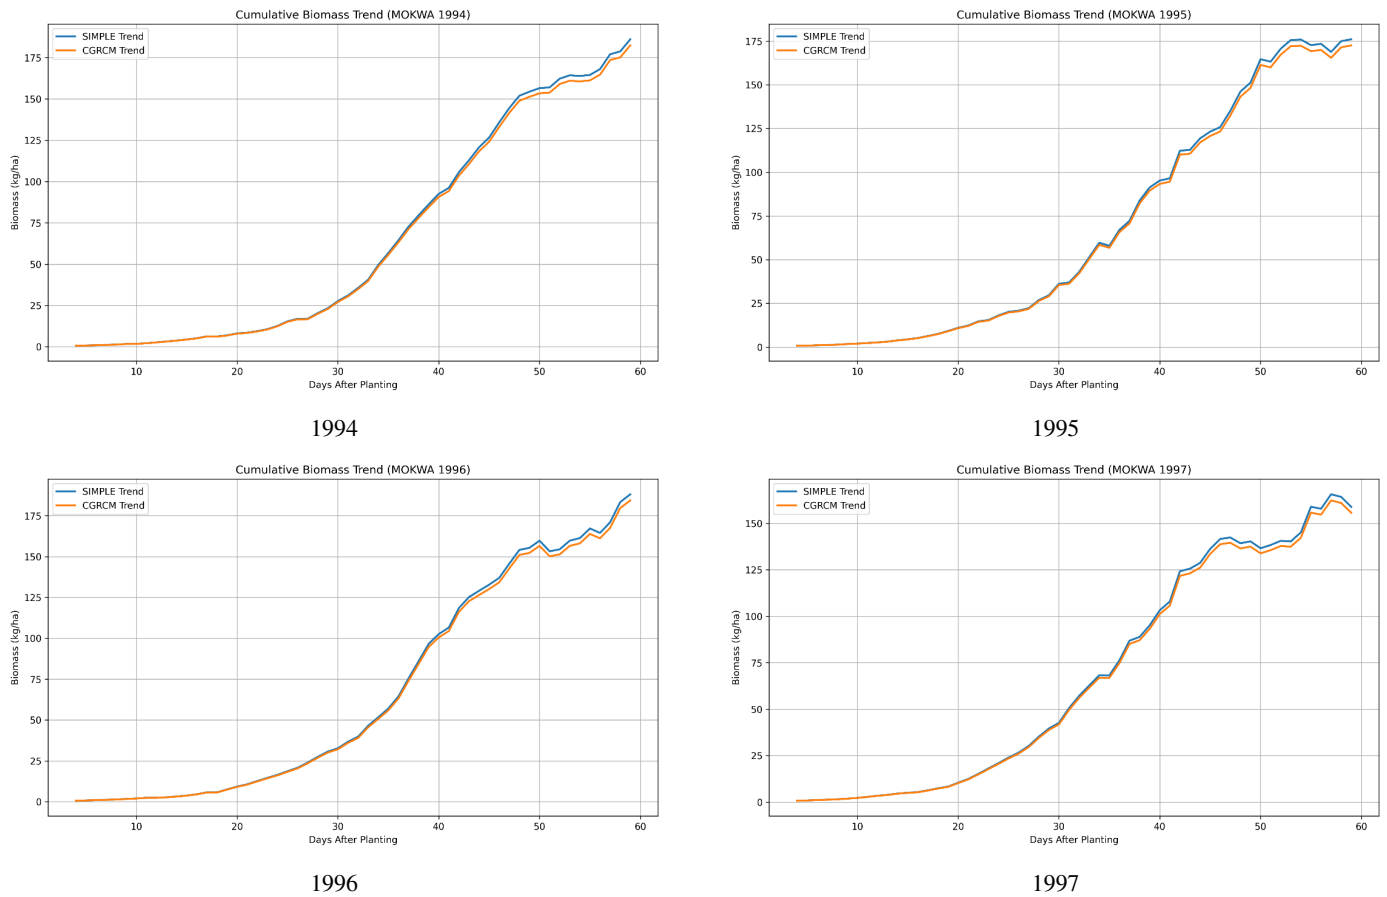 Cumulative Biomass Trend (MOKWA 1994)
SIMPLE Trend
CGRCM Trend
175
150
125
100
75
50
25
0
Biomass (kg/ha)
10 20 30 40 50 60
Days After Planting
1994
Cumulative Biomass Trend (MOKWA 1995)
SIMPLE Trend
CGRCM Trend
175
150
125
100
75
50
25
0
Biomass (kg/ha)
10 20 30 40 50 60
Days After Planting
1995
Cumulative Biomass Trend (MOKWA 1996)
SIMPLE Trend
CGRCM Trend
175
150
125
100
75
50
25
0
Biomass (kg/ha)
10 20 30 40 50 60
Days After Planting
1996
Cumulative Biomass Trend (MOKWA 1997)
SIMPLE Trend
CGRCM Trend
150
125
100
75
50
25
0
Biomass (kg/ha)
10 20 30 40 50 60
Days After Planting
1997